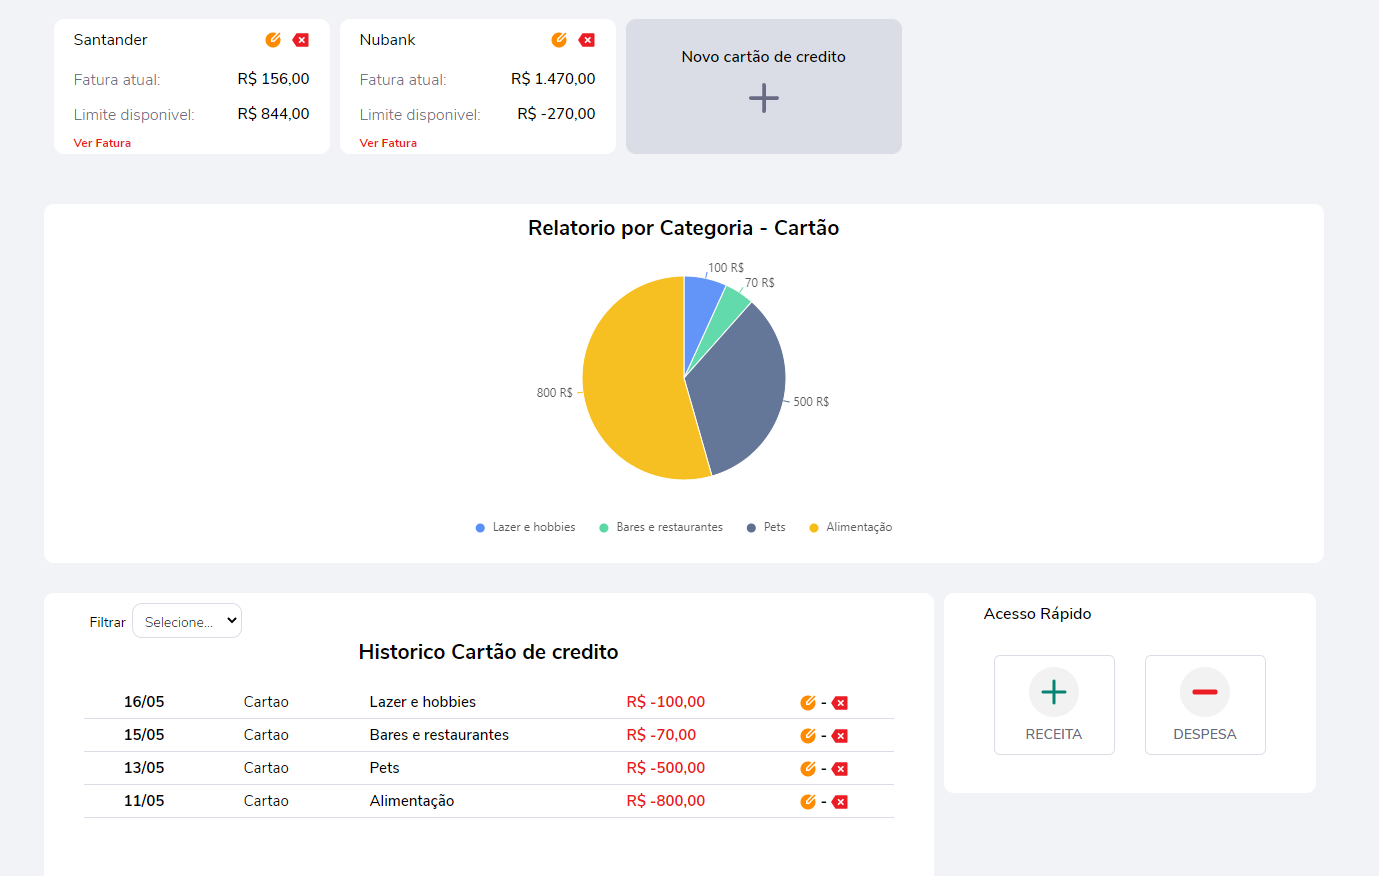 Santander
Fatura atual: R$ 156,00
Limite disponivel: R$ 844,00
Ver Fatura
Nubank
Fatura atual: R$ 1.470,00
Limite disponivel: R$ -270,00
Ver Fatura
Novo cartão de credito
Relatorio por Categoria - Cartão
100 R$
70 R$
800 R$
500 R$
Lazer e hobbies Bares e restaurantes Pets Alimentação
Filtrar Selecione...
Historico Cartão de credito
16/05 Cartao Lazer e hobbies R$ -100,00 -
15/05 Cartao Bares e restaurantes R$ -70,00 -
13/05 Cartao Pets R$ -500,00 -
11/05 Cartao Alimentação R$ -800,00 -
Acesso Rápido
RECEITA DESPESA